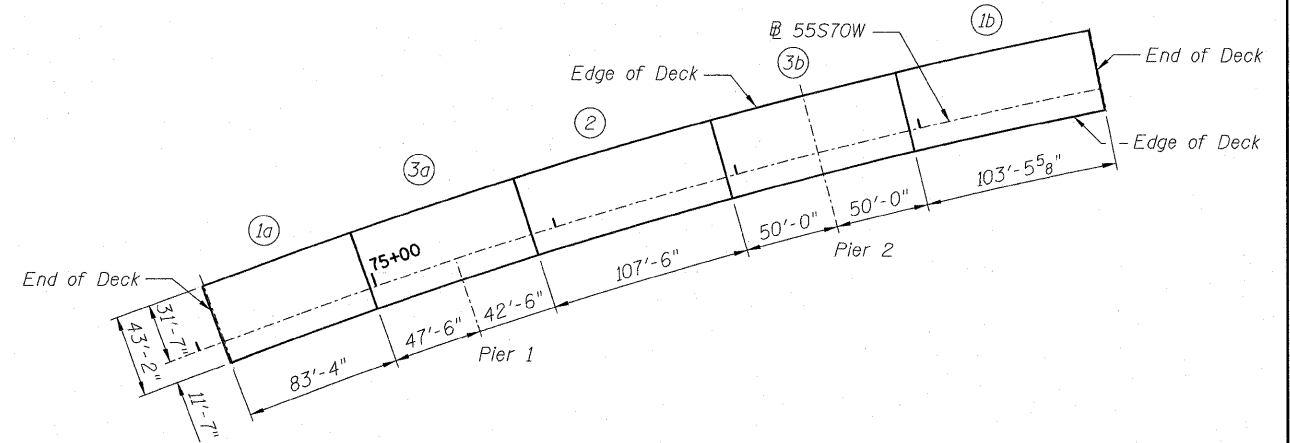 1b
℄ 55S70W
3b
End of Deck
Edge of Deck
2
Edge of Deck
3a
103'-5 5/8"
50'-0"
50'-0"
1a
75+00
Pier 2
107'-6"
End of Deck
42'-6"
47'-6"
31'-7"
Pier 1
43'-2"
83'-4"
11'-7"